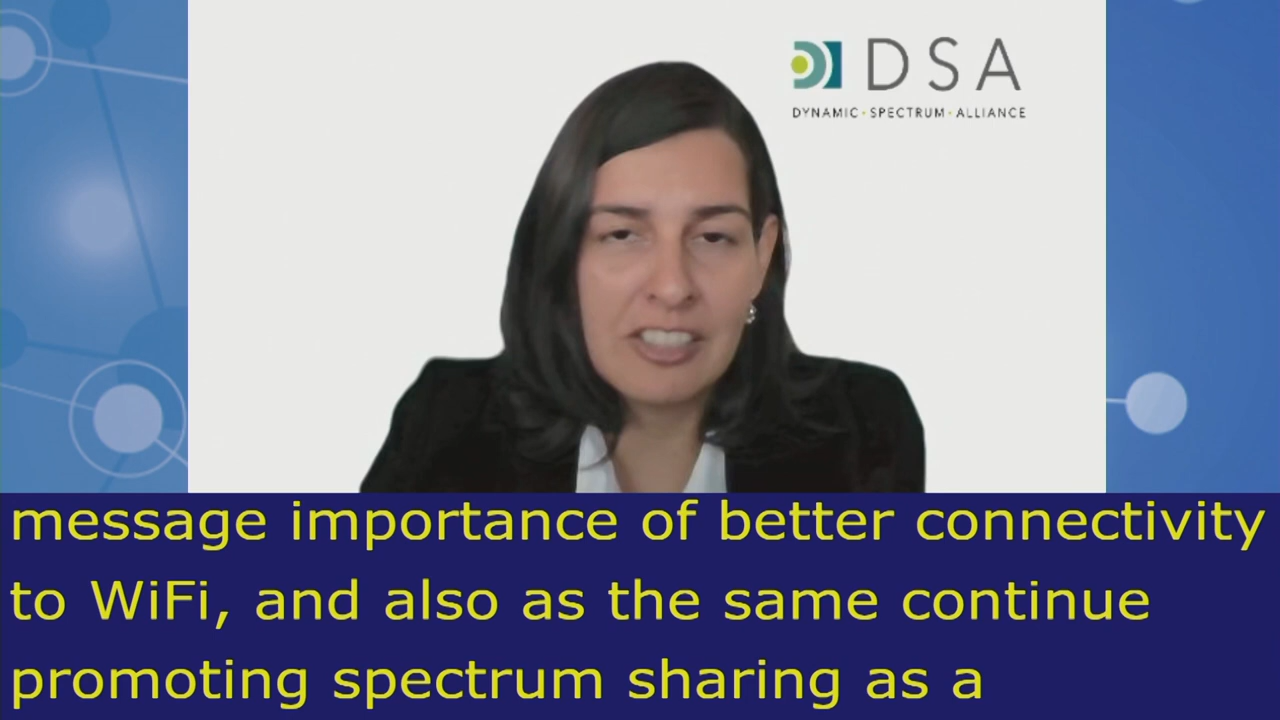 DSA
DYNAMIC·SPECTRUM·ALLIANCE
message importance of better connectivity
to WiFi, and also as the same continue
promoting spectrum sharing as a